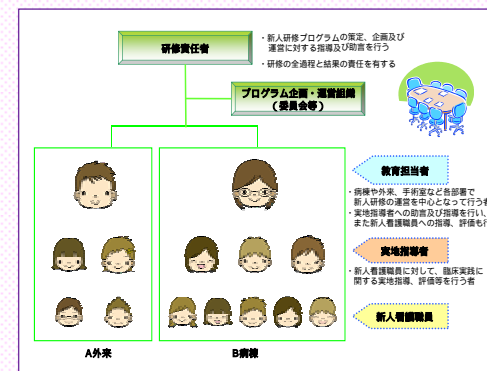 研修責任者
・新人研修プログラムの策定、企画及び
運営に対する指導及び助言を行う
・研修の全過程と結果の責任を有する
プログラム企画・運営組織
（委員会等）
教育担当者
・病棟や外来、手術室など各部署で
新人研修の運営を中心となって行う者
・実地指導者への助言及び指導を行い、
また新人看護職員への指導、評価も行
実地指導者
・新人看護職員に対して、臨床実践に
関する実地指導、評価等を行う者
新人看護職員
A外来
B病棟